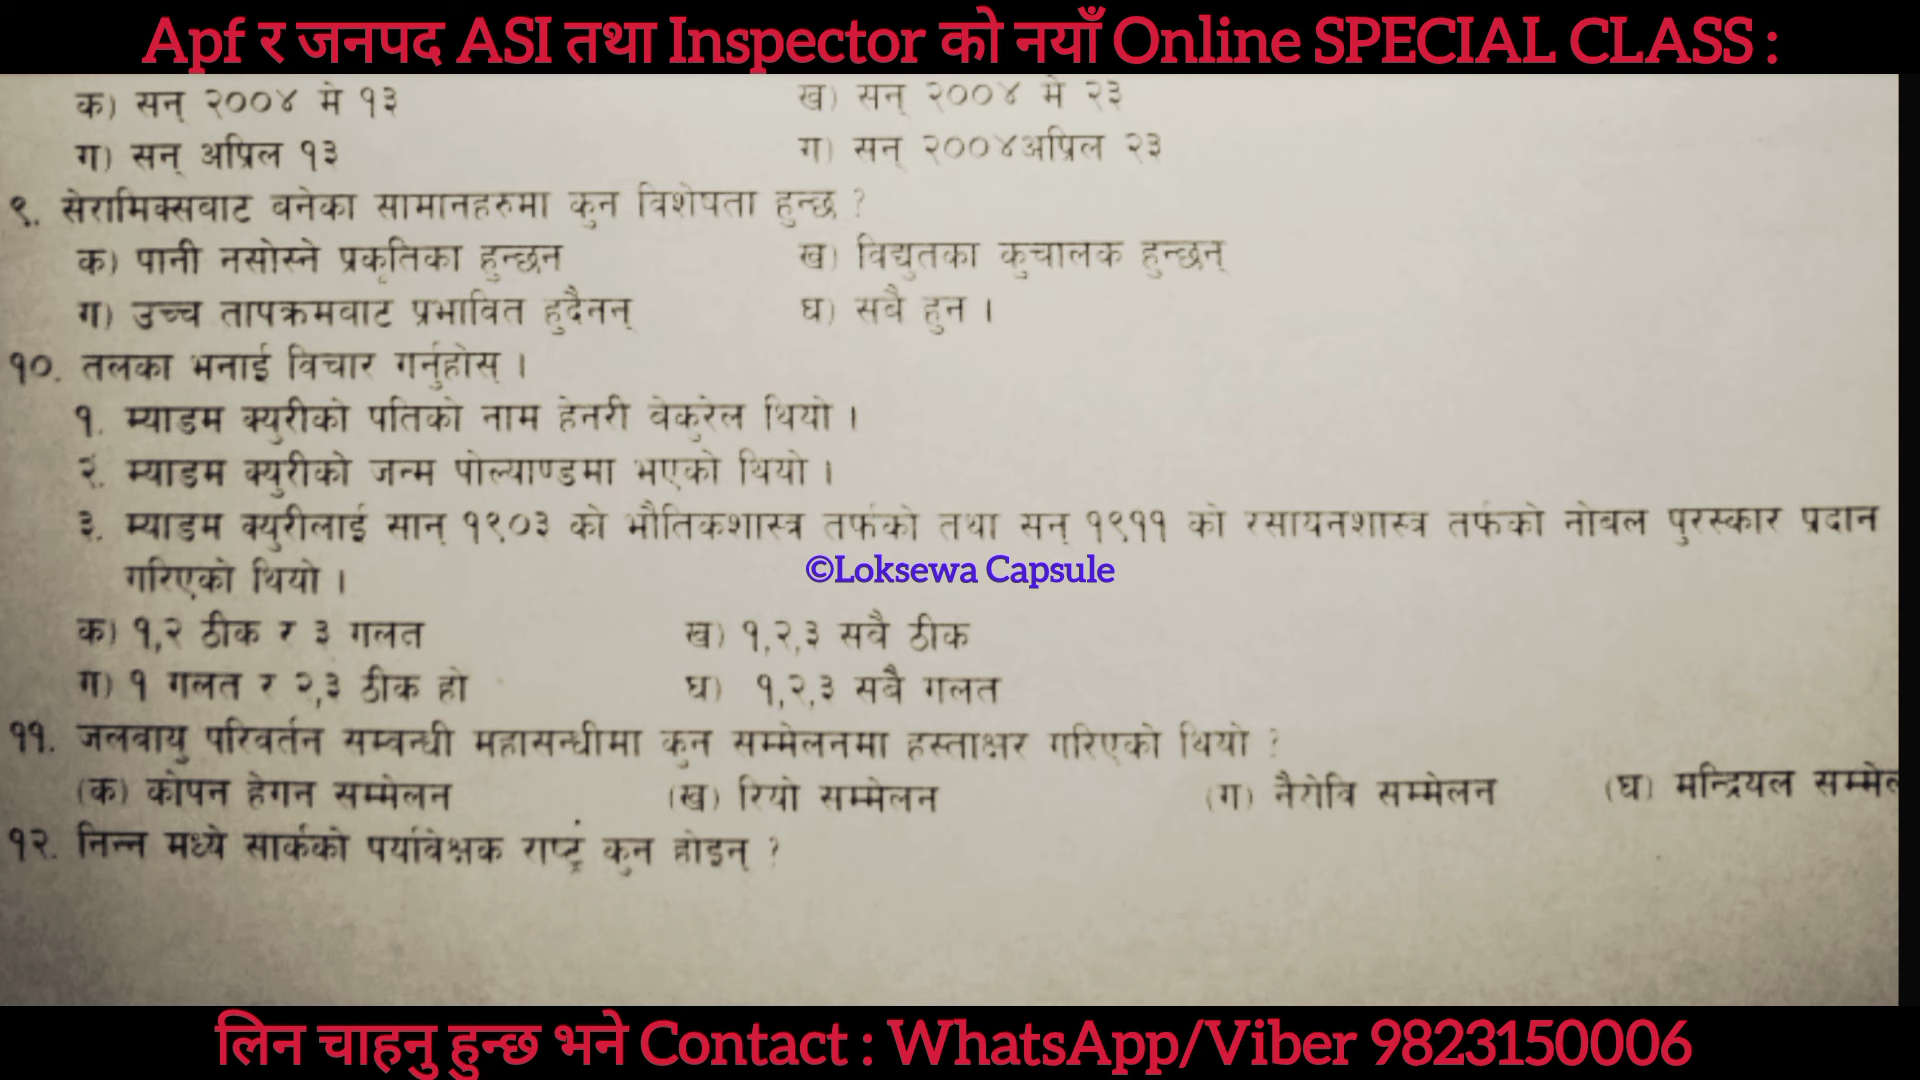 Apf र जनपद ASI तथा Inspector को नयाँ Online SPECIAL CLASS :
क) सन् २००४ मे १३ ख) सन् २००४ मे २३
ग) सन् अप्रिल १३ ग) सन् २००४अप्रिल २३
९. सेरामिक्सवाट वनेका सामानहरुमा कुन विशेषता हुन्छ ?
क) पानी नसोस्ने प्रकृतिका हुन्छन ख) विद्युतका कुचालक हुन्छन्
ग) उच्च तापक्रमवाट प्रभावित हुदैनन् घ) सवै हुन ।
१०. तलका भनाई विचार गर्नुहोस् ।
१. म्याडम क्युरीको पतिको नाम हेनरी वेकुरेल थियो ।
२. म्याडम क्युरीको जन्म पोल्याण्डमा भएको थियो ।
३. म्याडम क्युरीलाई सान् १९०३ को भौतिकशास्त्र तर्फको तथा सन् १९११ को रसायनशास्त्र तर्फको नोवल पुरस्कार प्रदान
गरिएको थियो ।
©Loksewa Capsule
क) १,२ ठीक र ३ गलत ख) १,२,३ सवै ठीक
ग) १ गलत र २,३ ठीक हो घ) १,२,३ सबै गलत
११. जलवायु परिवर्तन सम्वन्धी महासन्धीमा कुन सम्मेलनमा हस्ताक्षर गरिएको थियो ?
(क) कोपन हेगन सम्मेलन (ख) रियो सम्मेलन (ग) नैरोवि सम्मेलन (घ) मन्द्रियल सम्मेल
१२. निम्न मध्ये सार्कको पर्यावेक्षक राष्ट्रं कुन होइन् ?
लिन चाहनु हुन्छ भने Contact : WhatsApp/Viber 9823150006